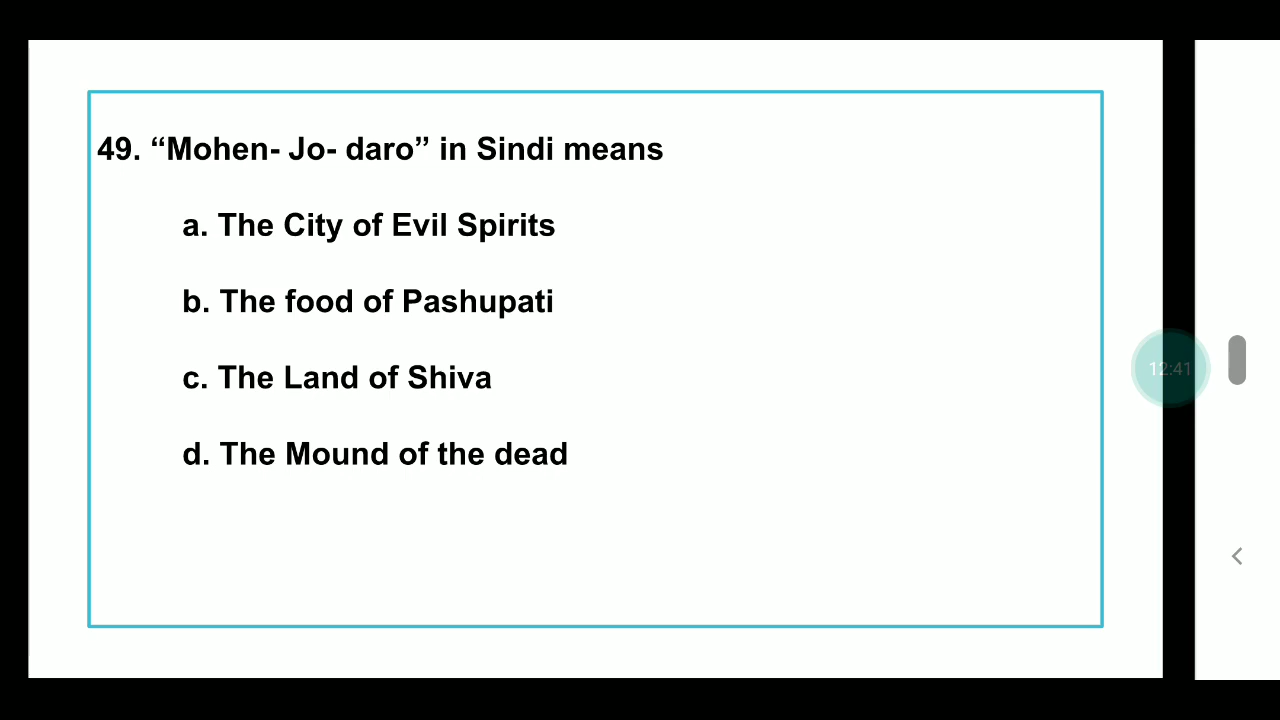 49. “Mohen- Jo- daro” in Sindi means
a. The City of Evil Spirits
b. The food of Pashupati
c. The Land of Shiva
d. The Mound of the dead
12:41